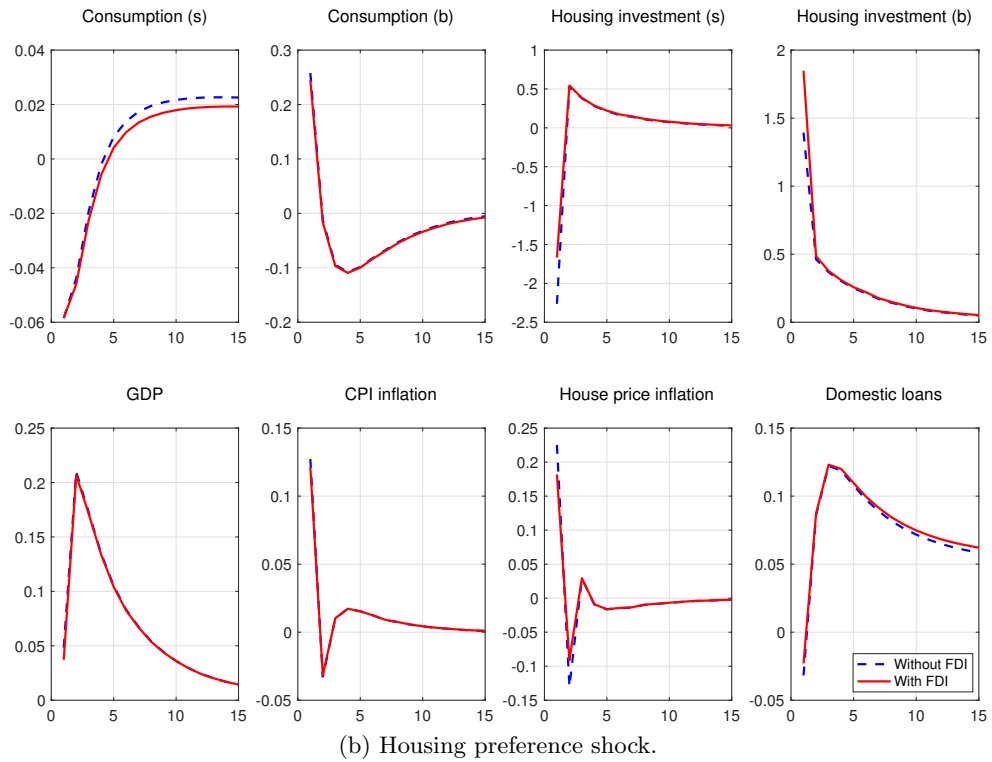 Consumption (s) Consumption (b) Housing investment (s) Housing investment (b)
0.04 0.3 1 2
0.02 0.2 0.5 1.5
0 0.1 0 1
-0.02 0 -0.5 0.5
-0.04 -0.1 -1 0
-0.06 -0.2 -1.5
-2
-2.5
0 5 10 15 0 5 10 15 0 5 10 15 0 5 10 15
GDP CPI inflation House price inflation Domestic loans
0.25 0.15 0.25 0.15
0.2 0.1 0.2 0.1
0.15 0.05 0.15 0.05
0.1 0 0.1 0
0.05 -0.05 0.05 -0.05
0 0
-0.05
-0.1
-0.15
Without FDI
With FDI
0 5 10 15 0 5 10 15 0 5 10 15 0 5 10 15
(b) Housing preference shock.